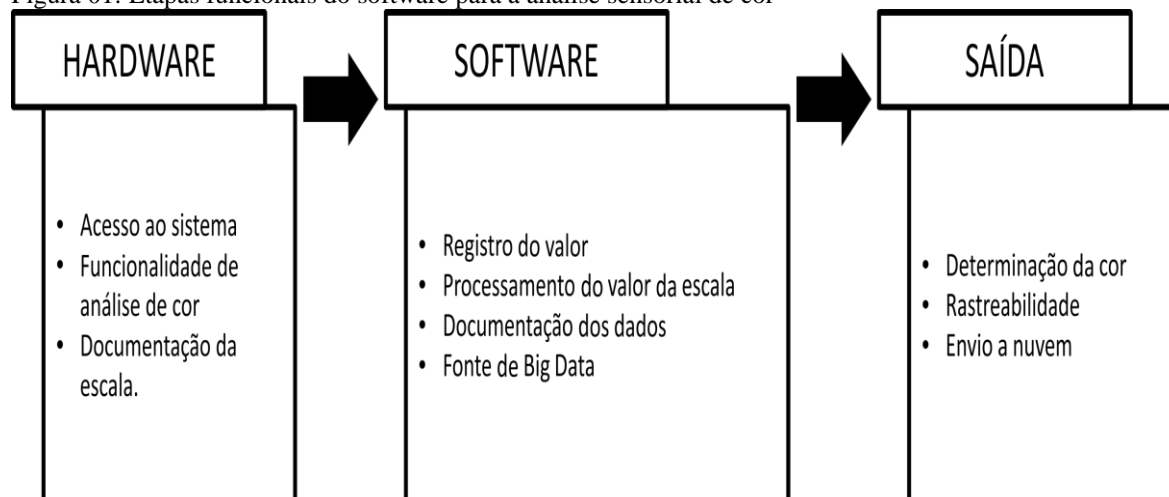 Figura 01. Etapas funcionais do software para a análise sensorial de cor
HARDWARE
• Acesso ao sistema
• Funcionalidade de
análise de cor
• Documentação da
escala.
SOFTWARE
• Registro do valor
• Processamento do valor da escala
• Documentação dos dados
• Fonte de Big Data
SAÍDA
• Determinação da cor
• Rastreabilidade
• Envio a nuvem